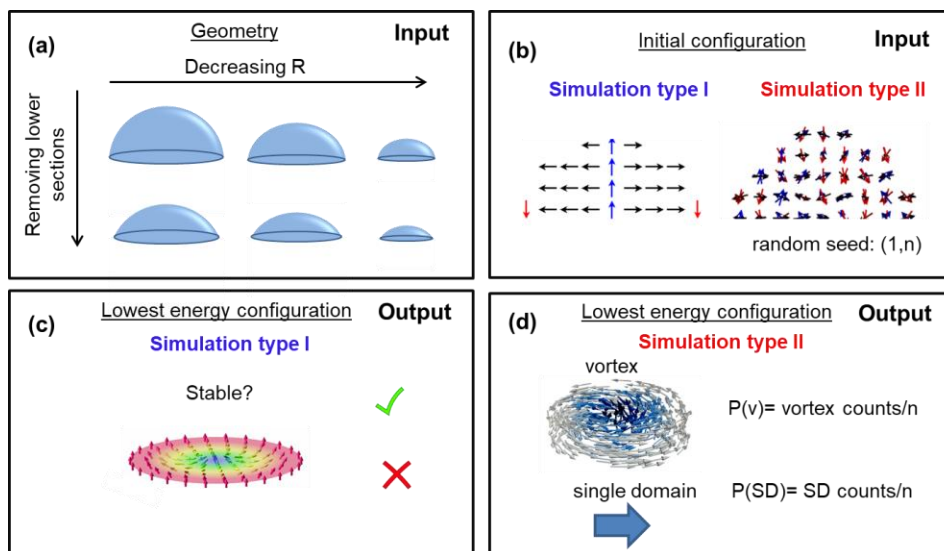 (a)
Geometry
Input
Decreasing R
Removing lower
sections
(b)
Initial configuration
Input
Simulation type I
Simulation type II
random seed: (1,n)
(c)
Lowest energy configuration
Output
Simulation type I
Stable?
(d)
Lowest energy configuration
Output
Simulation type II
vortex
P(v)= vortex counts/n
single domain
P(SD)= SD counts/n